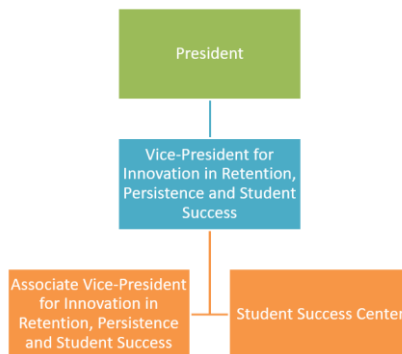 President
Vice-President for
Innovation in Retention,
Persistence and Student
Success
Associate Vice-President
for Innovation in
Retention, Persistence
and Student Success
Student Success Center